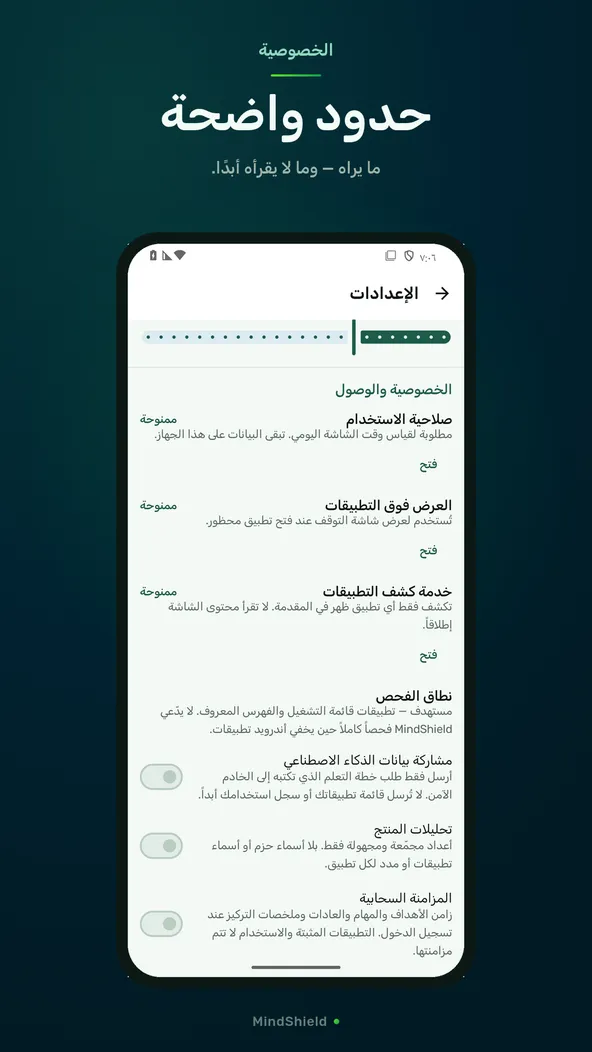 الخصوصية
حدود واضحة
ما يراه — وما لا يقرأه أبدًا.
٧:٠٦
الإعدادات
الخصوصية والوصول
صلاحية الاستخدام
ممنوحة
مطلوبة لقياس وقت الشاشة اليومي. تبقى البيانات على هذا الجهاز.
فتح
العرض فوق التطبيقات
ممنوحة
تُستخدم لعرض شاشة التوقف عند فتح تطبيق محظور.
فتح
خدمة كشف التطبيقات
ممنوحة
تكشف فقط أي تطبيق ظهر في المقدمة. لا تقرأ محتوى الشاشة
إطلاقاً.
فتح
نطاق الفحص
مستهدف — تطبيقات قائمة التشغيل والفهرس المعروف. لا يدّعي
MindShield فحصاً كاملاً حين يخفي أندرويد تطبيقات.
مشاركة بيانات الذكاء الاصطناعي
أرسل فقط طلب خطة التعلم الذي تكتبه إلى الخادم
الآمن. لا تُرسل قائمة تطبيقاتك أو سجل استخدامك أبداً.
تحليلات المنتج
أعداد مجمّعة ومجهولة فقط. بلا أسماء حزم أو أسماء
تطبيقات أو مدد لكل تطبيق.
المزامنة السحابية
زامن الأهداف والمهام والعادات وملخصات التركيز عند
تسجيل الدخول. التطبيقات المثبتة والاستخدام لا تتم
مزامنتها.
MindShield